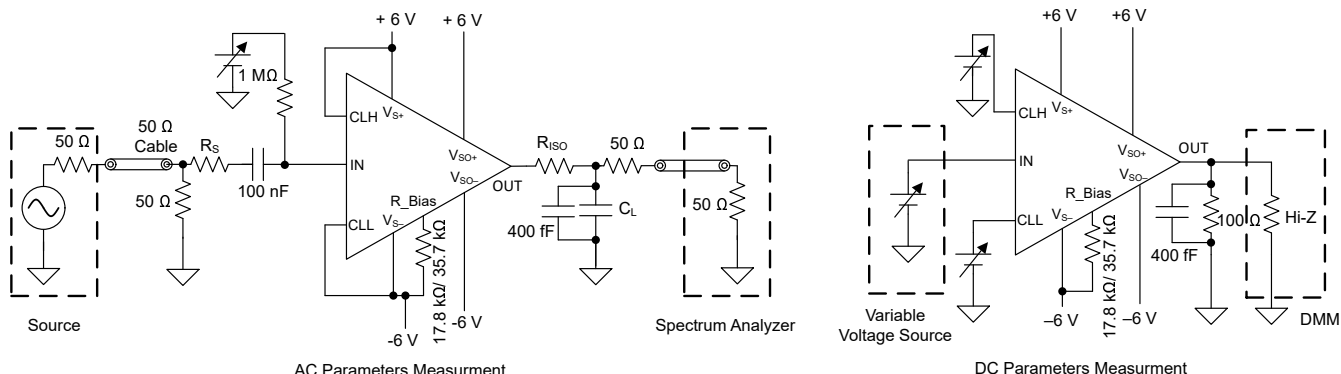 + 6 V
+ 6 V
1 MΩ
V_S+
CLH
50 Ω
50 Ω
Cable
R_S
100 nF
50 Ω
IN
V_SO+
V_SO–
OUT
R_ISO
50 Ω
50 Ω
C_L
400 fF
R_Bias
V_S–
CLL
17.8 kΩ/ 35.7 kΩ
-6 V
-6 V
Source
Spectrum Analyzer
AC Parameters Measurment
+6 V
+6 V
V_S+
CLH
IN
V_SO+
V_SO–
OUT
R_Bias
V_S–
CLL
17.8 kΩ/ 35.7 kΩ
100 Ω
Hi-Z
400 fF
–6 V
–6 V
Variable
Voltage Source
DMM
DC Parameters Measurment